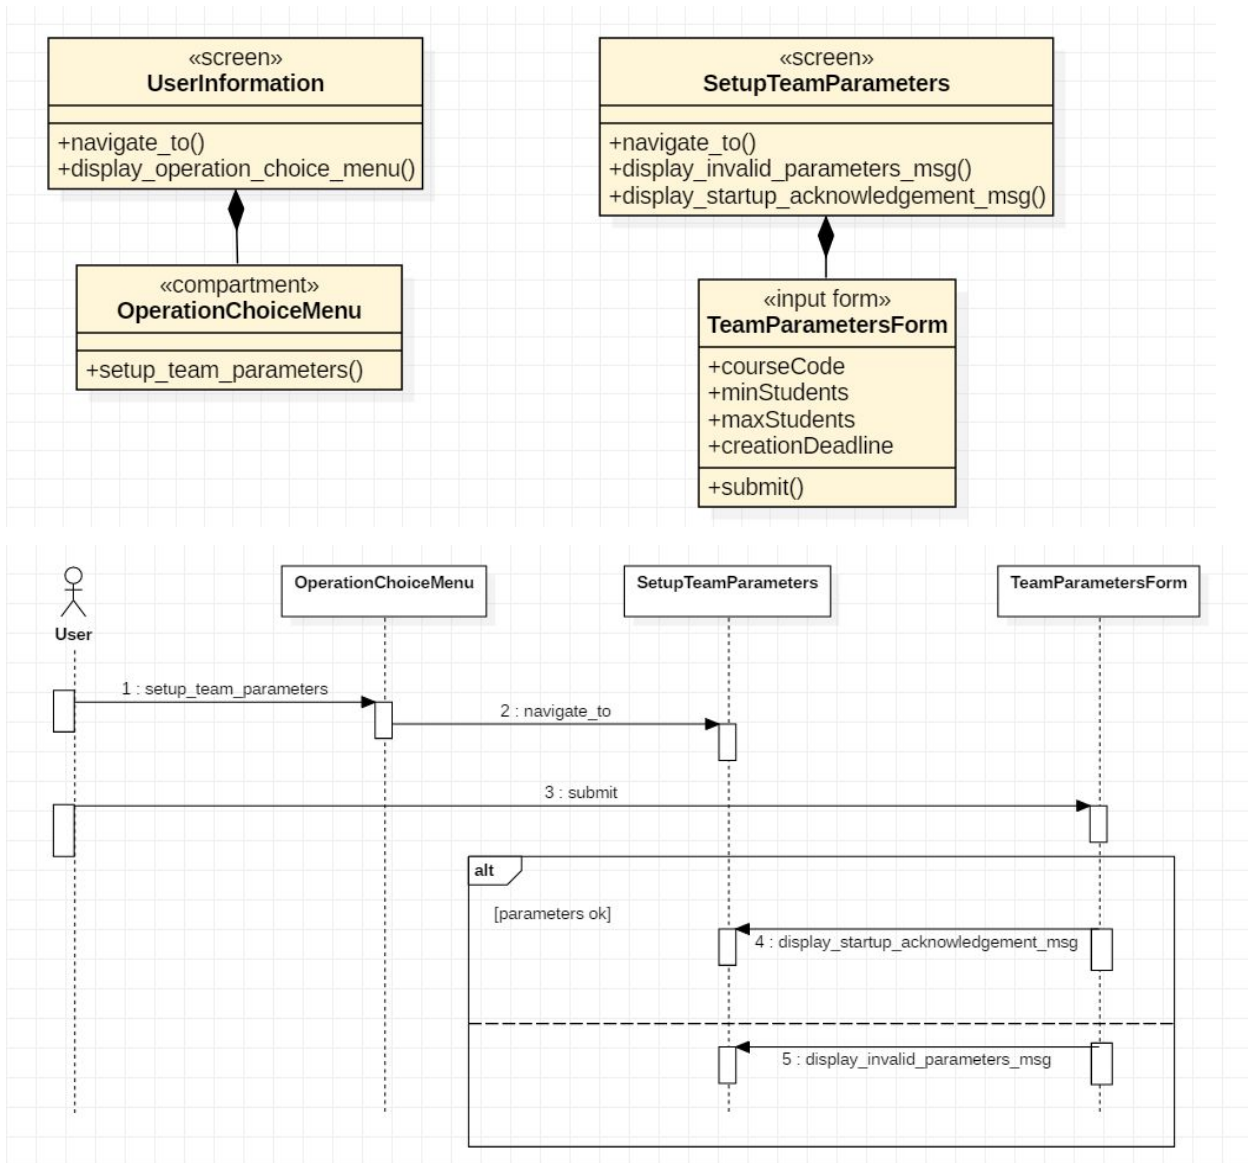 «screen»
UserInformation
+navigate_to()
+display_operation_choice_menu()
«compartment»
OperationChoiceMenu
+setup_team_parameters()
«screen»
SetupTeamParameters
+navigate_to()
+display_invalid_parameters_msg()
+display_startup_acknowledgement_msg()
«input form»
TeamParametersForm
+courseCode
+minStudents
+maxStudents
+creationDeadline
+submit()
User
OperationChoiceMenu
SetupTeamParameters
TeamParametersForm
1 : setup_team_parameters
2 : navigate_to
3 : submit
alt
[parameters ok]
4 : display_startup_acknowledgement_msg
5 : display_invalid_parameters_msg